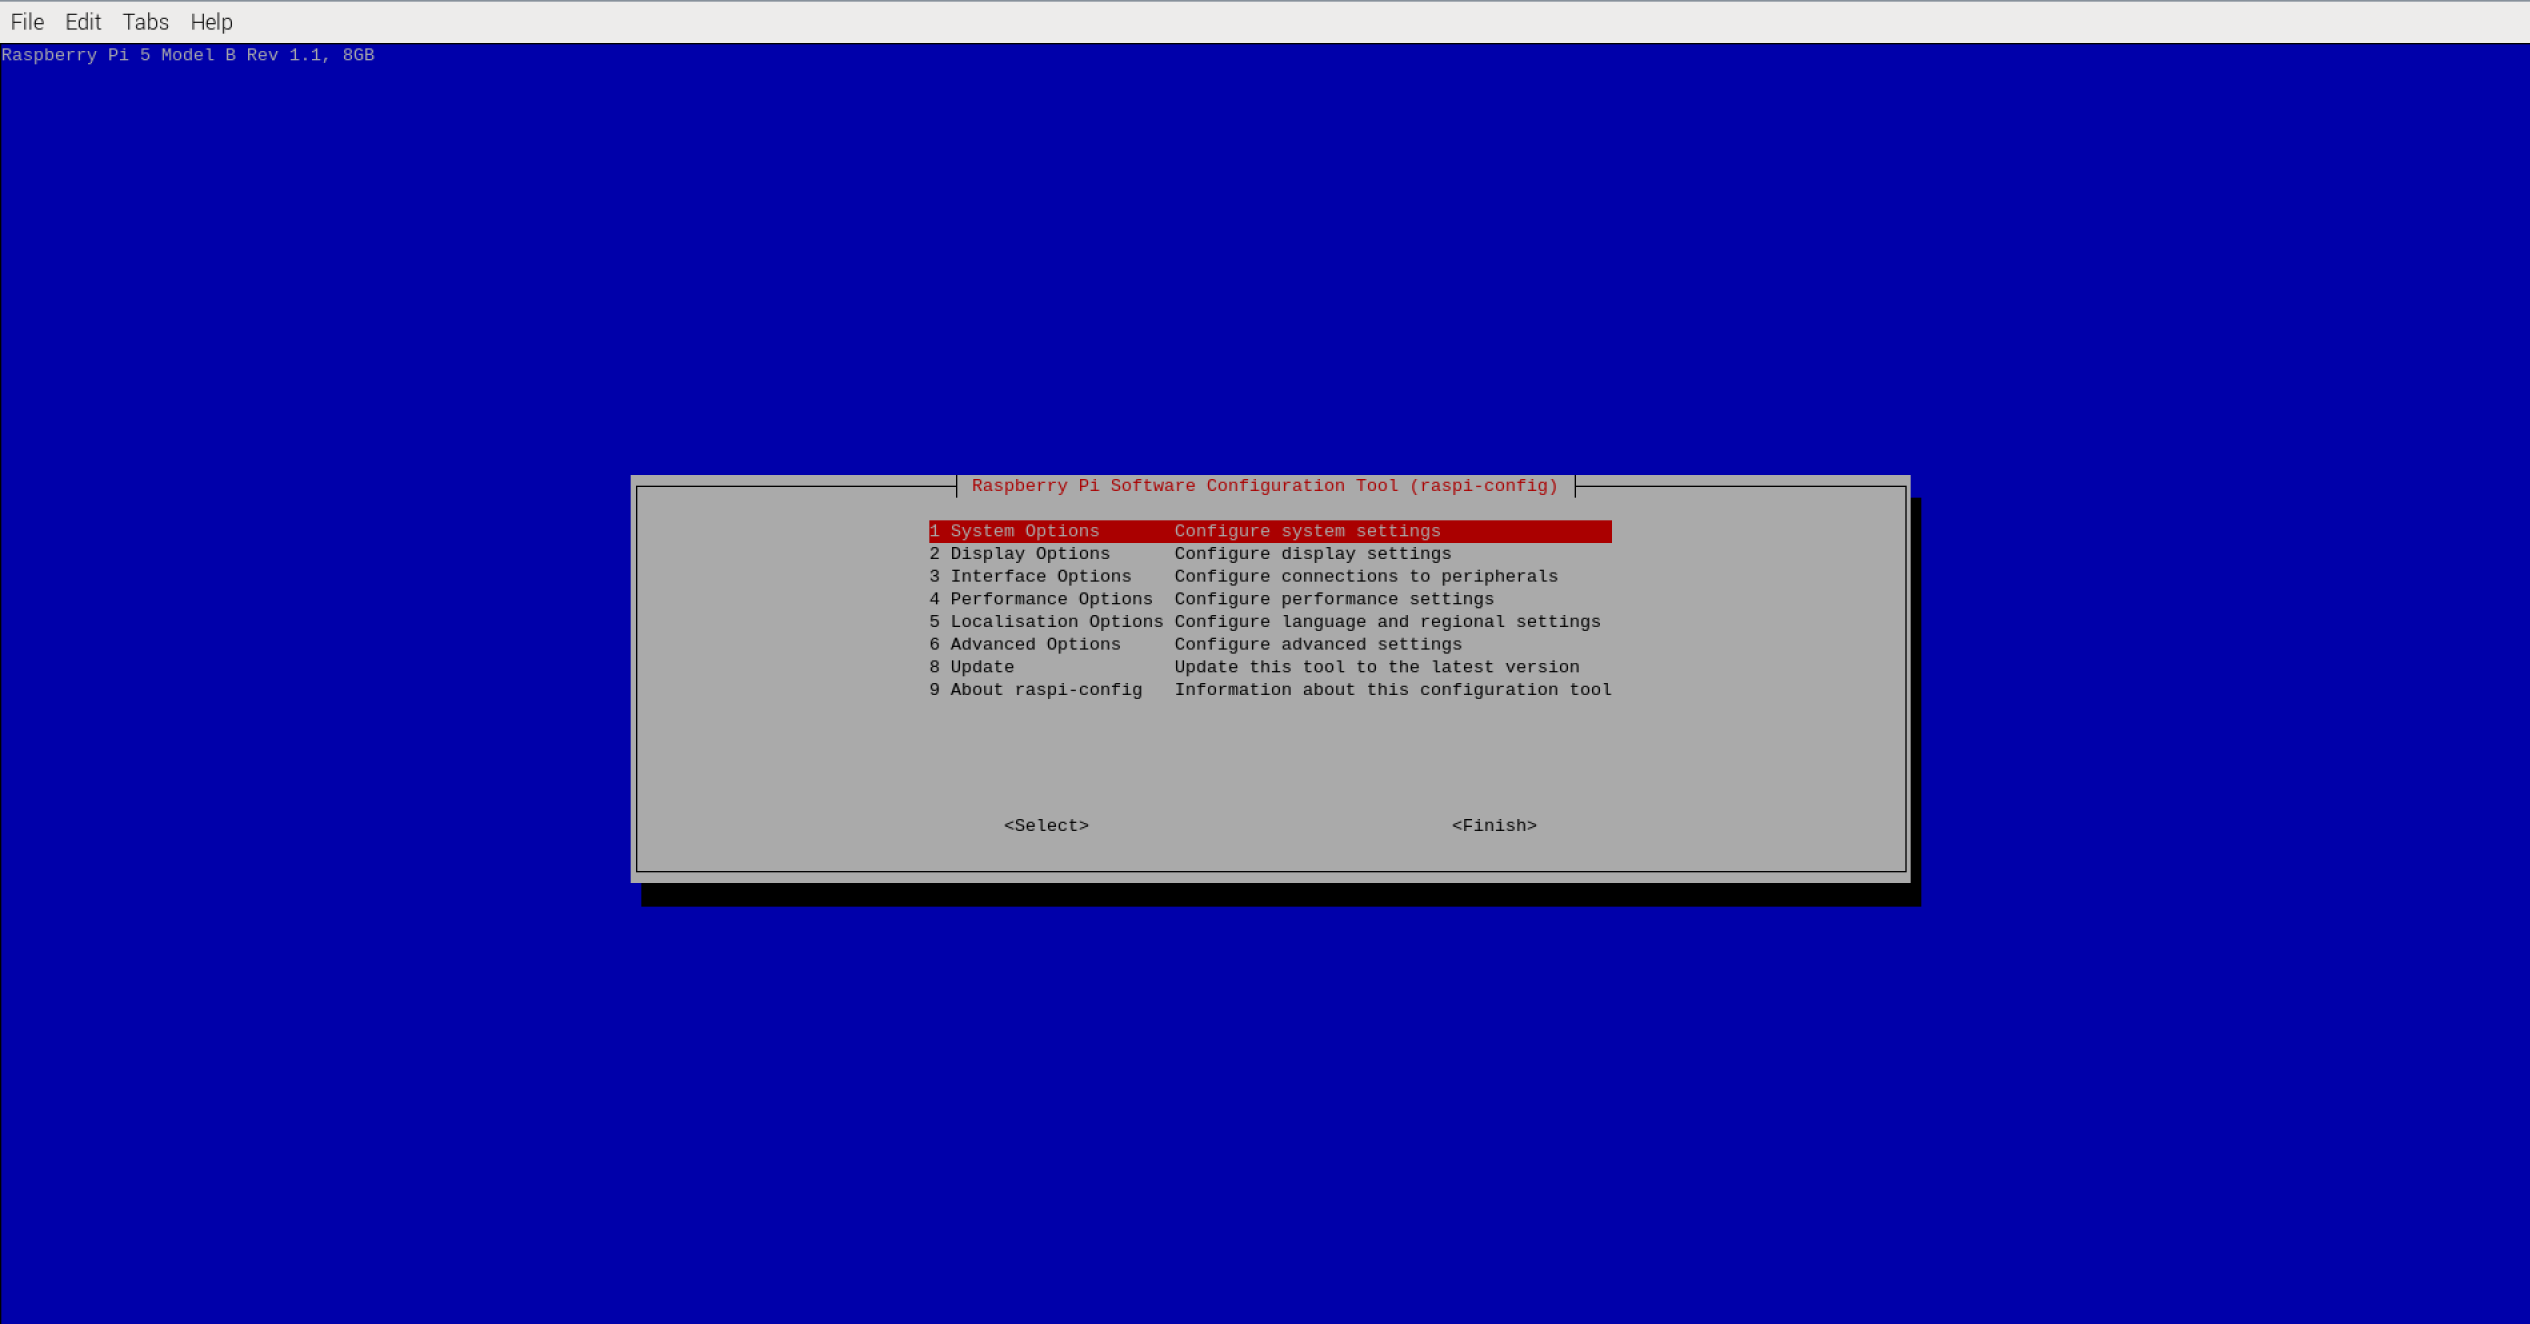 File Edit Tabs Help
Raspberry Pi 5 Model B Rev 1.1, 8GB
Raspberry Pi Software Configuration Tool (raspi-config)
1 System Options Configure system settings
2 Display Options Configure display settings
3 Interface Options Configure connections to peripherals
4 Performance Options Configure performance settings
5 Localisation Options Configure language and regional settings
6 Advanced Options Configure advanced settings
8 Update Update this tool to the latest version
9 About raspi-config Information about this configuration tool
<Select> <Finish>